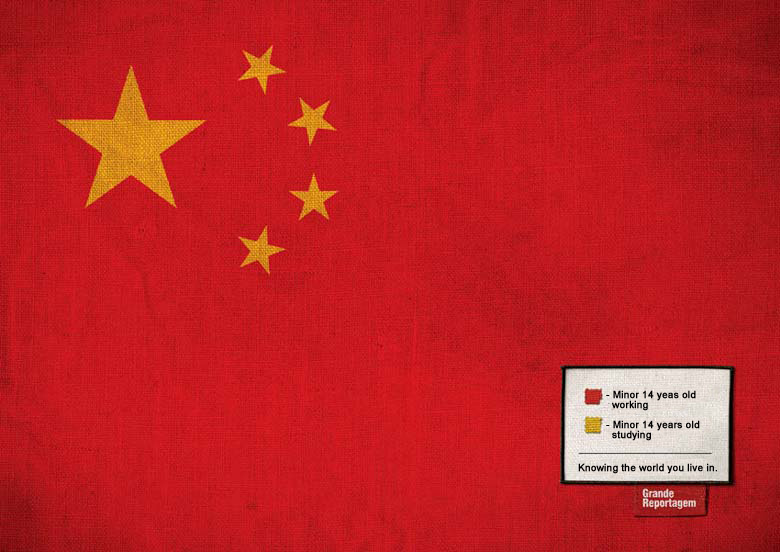 - Minor 14 yeas old
working
- Minor 14 years old
studying
Knowing the world you live in.
Grande
Reportagem